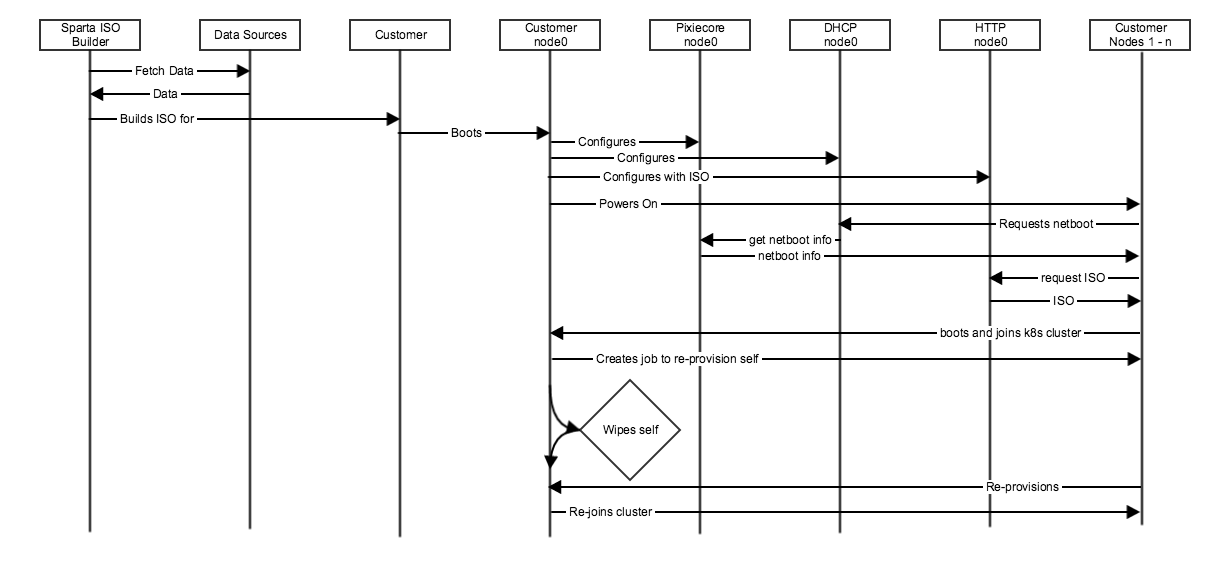 Sparta ISO
Builder
Data Sources
Customer
Customer
node0
Pixiecore
node0
DHCP
node0
HTTP
node0
Customer
Nodes 1 - n
Fetch Data
Data
Builds ISO for
Boots
Configures
Configures
Configures with ISO
Powers On
Requests netboot
get netboot info
netboot info
request ISO
ISO
boots and joins k8s cluster
Creates job to re-provision self
Wipes self
Re-provisions
Re-joins cluster